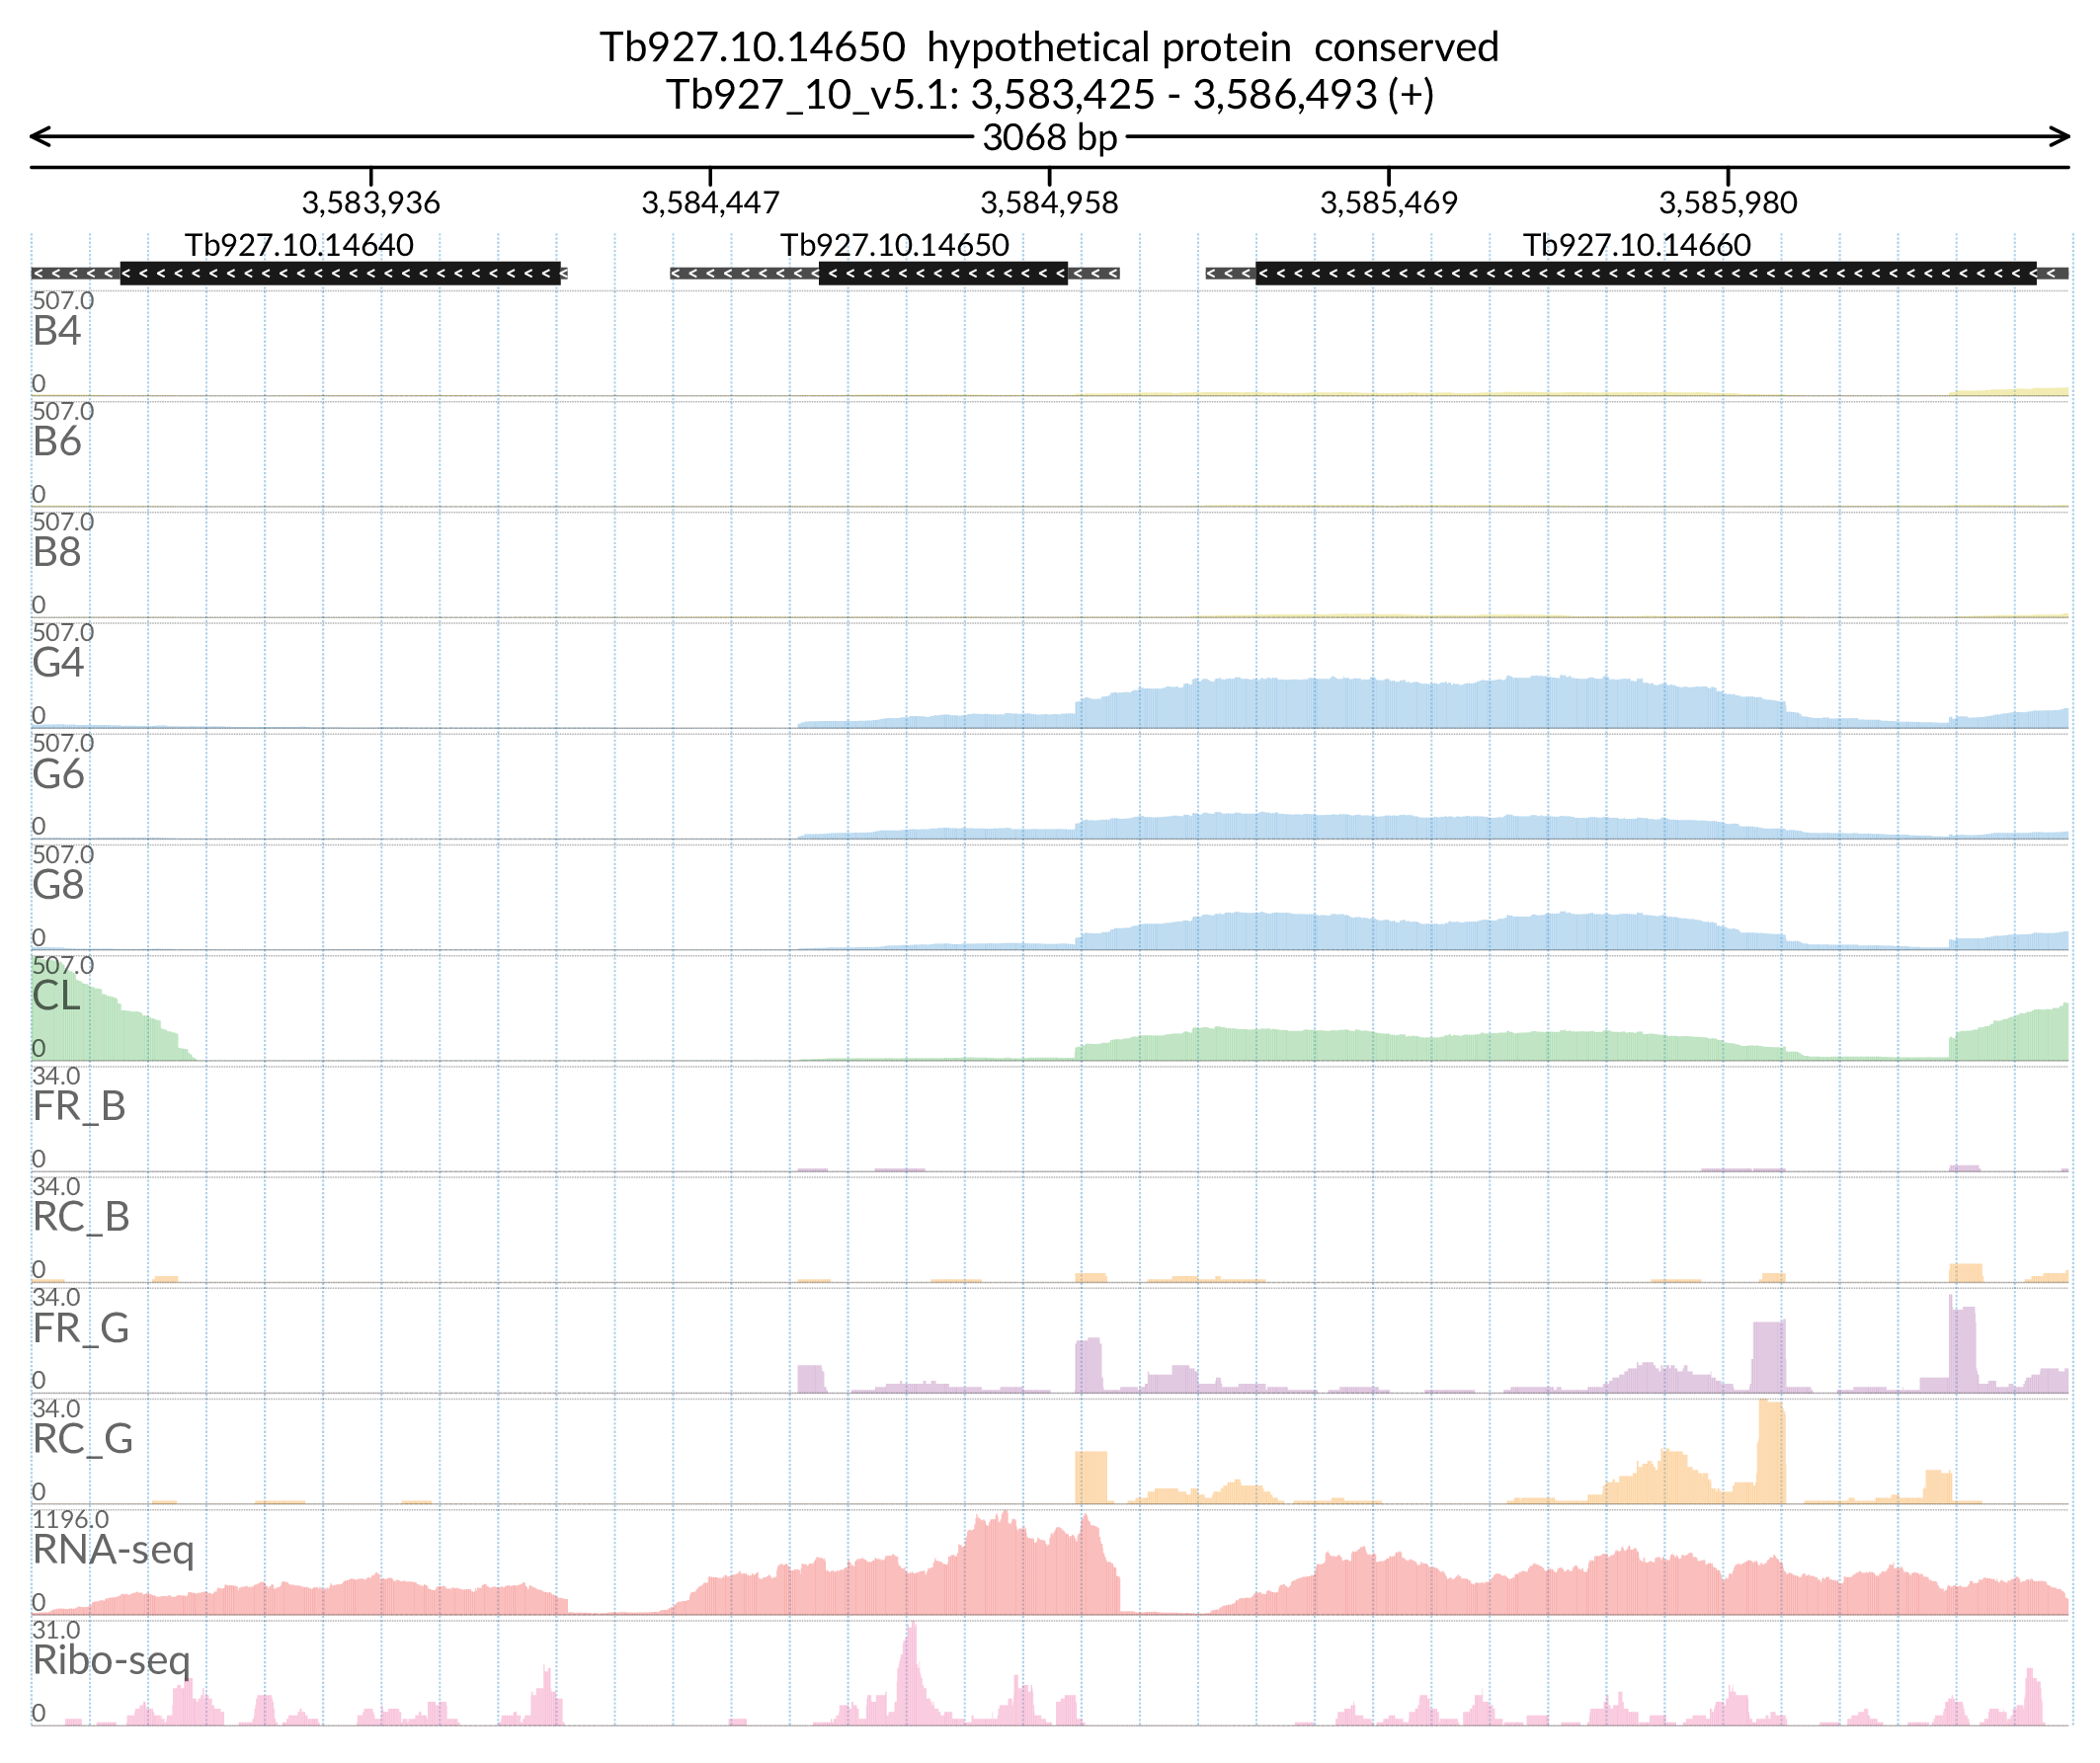 Tb927.10.14650 hypothetical protein conserved
Tb927_10_v5.1: 3,583,425 - 3,586,493 (+)
3068 bp
3,583,936 3,584,447 3,584,958 3,585,469 3,585,980
Tb927.10.14640 Tb927.10.14650 Tb927.10.14660
507.0
B4
0
507.0
B6
0
507.0
B8
0
507.0
G4
0
507.0
G6
0
507.0
G8
0
507.0
CL
0
34.0
FR_B
0
34.0
RC_B
0
34.0
FR_G
0
34.0
RC_G
0
1196.0
RNA-seq
0
31.0
Ribo-seq
0